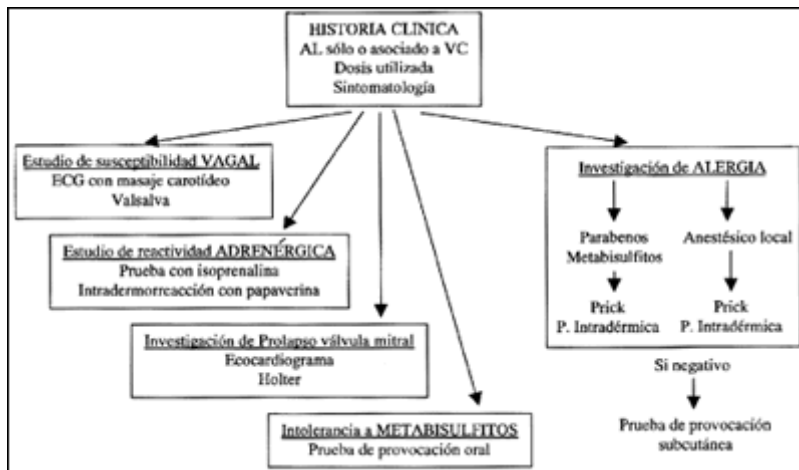 HISTORIA CLINICA
AL sólo o asociado a VC
Dosis utilizada
Sintomatología
Estudio de susceptibilidad VAGAL
ECG con masaje carotídeo
Valsalva
Estudio de reactividad ADRENÉRGICA
Prueba con isoprenalina
Intradermorreacción con papaverina
Investigación de Prolapso válvula mitral
Ecocardiograma
Holter
Intolerancia a METABISULFITOS
Prueba de provocación oral
Investigación de ALERGIA
Parabenos
Metabisulfitos
Prick
P. Intradérmica
Anestésico local
Prick
P. Intradérmica
Si negativo
Prueba de provocación
subcutánea